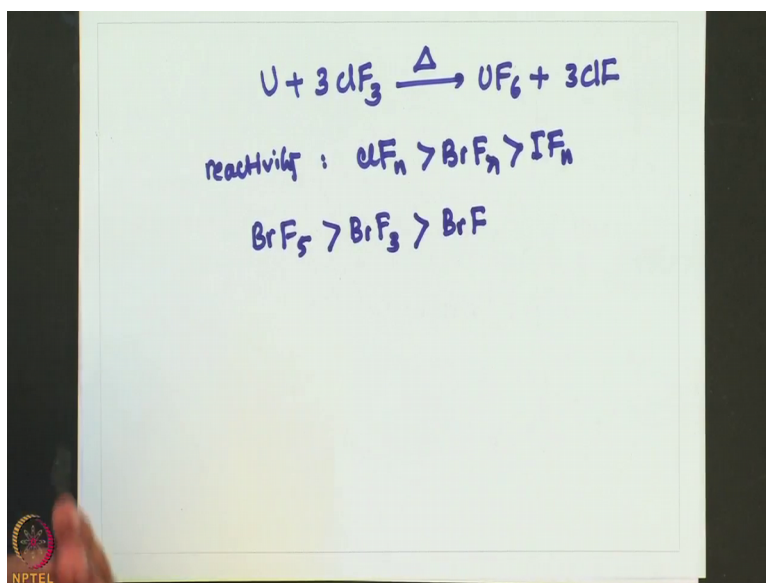 U + 3 ClF₃ —Δ→ UF₆ + 3ClF
reactivity : ClFₙ > BrFₙ > IFₙ
BrF₅ > BrF₃ > BrF
NPTEL